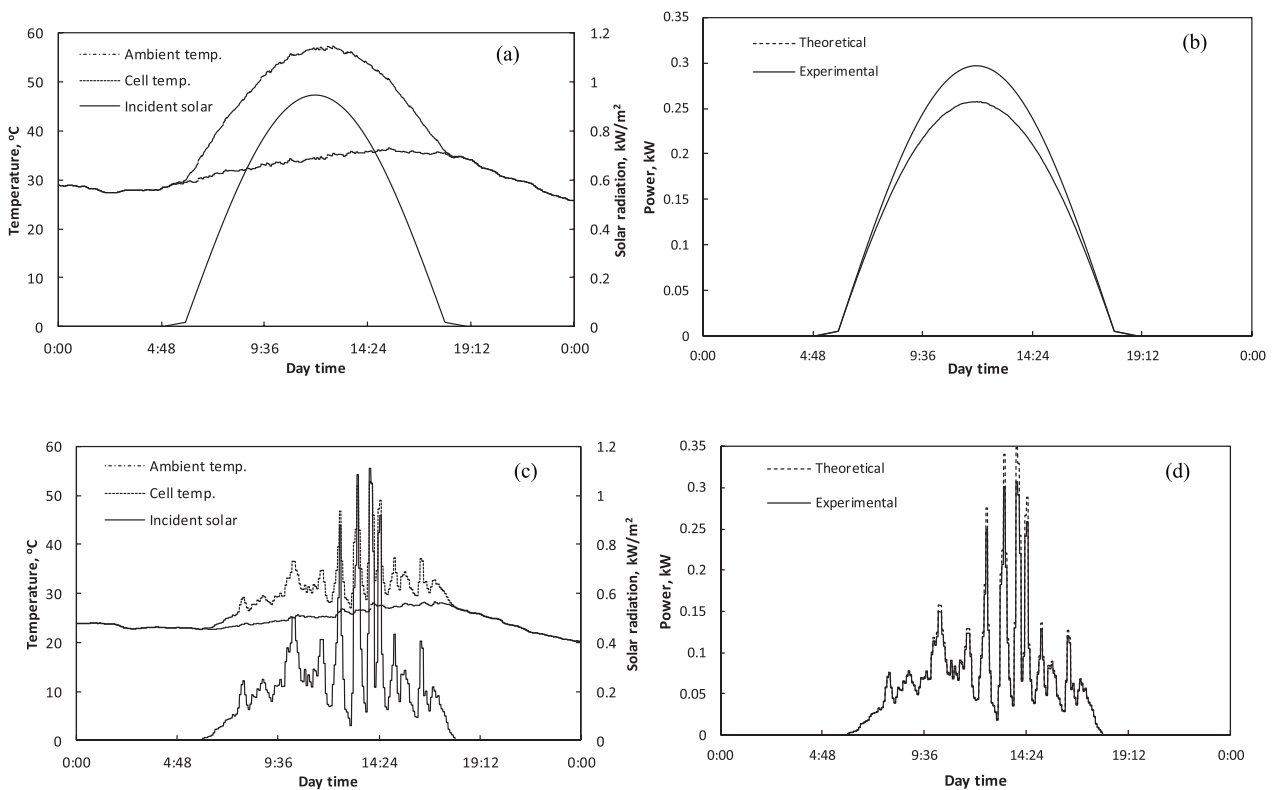 (a)
Ambient temp.
Cell temp.
Incident solar
60
50
40
30
20
10
0
1.2
1
0.8
0.6
0.4
0.2
0
Temperature, °C
Solar radiation, kW/m²
0:00 4:48 9:36 14:24 19:12 0:00
Day time
(b)
Theoretical
Experimental
0.35
0.3
0.25
0.2
0.15
0.1
0.05
0
Power, kW
0:00 4:48 9:36 14:24 19:12 0:00
Day time
(c)
Ambient temp.
Cell temp.
Incident solar
60
50
40
30
20
10
0
1.2
1
0.8
0.6
0.4
0.2
0
Temperature, °C
Solar radiation, kW/m²
0:00 4:48 9:36 14:24 19:12 0:00
Day time
(d)
Theoretical
Experimental
0.35
0.3
0.25
0.2
0.15
0.1
0.05
0
Power, kW
0:00 4:48 9:36 14:24 19:12 0:00
Day time